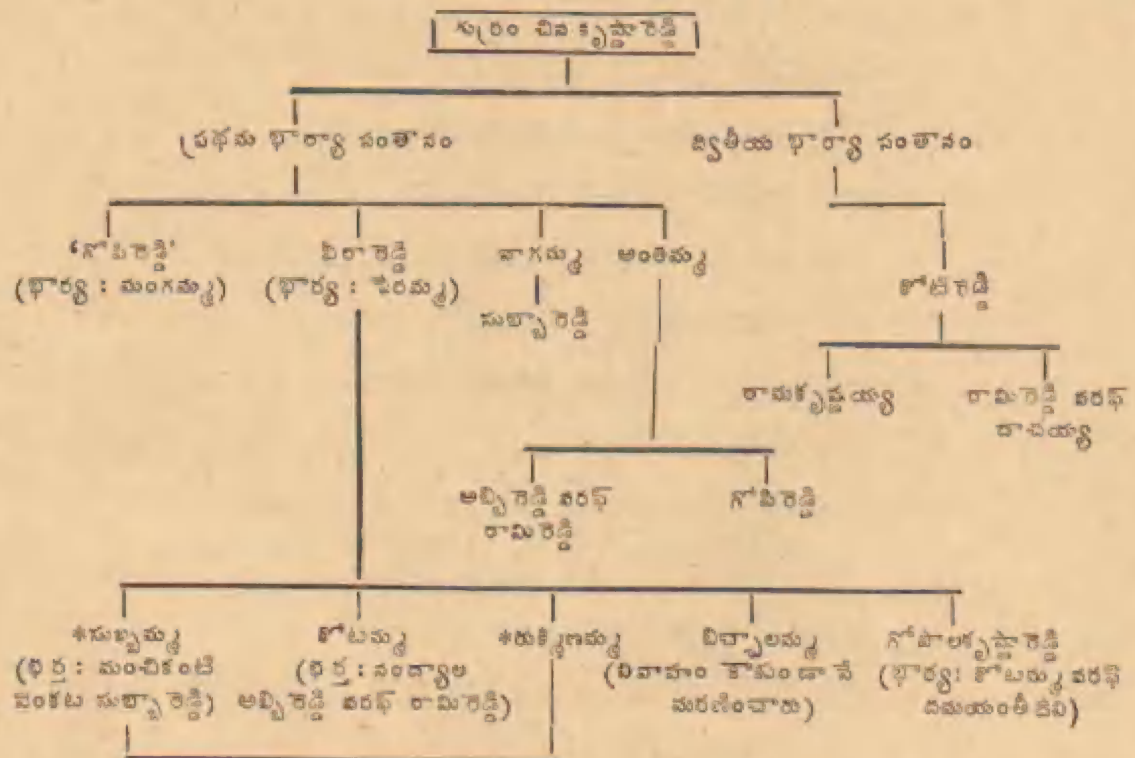 గుర్రం చిన కృష్ణారెడ్డి
ప్రథమ భార్యా సంతానం
ద్వితీయ భార్యా సంతానం
'గోపిరెడ్డి'
(భార్య : మంగమ్మ)
వీరారెడ్డి
(భార్య : పేరమ్మ)
నాగమ్మ
సుబ్బారెడ్డి
అంతమ్మ
కోటిరెడ్డి
రామకృష్ణయ్య
రామిరెడ్డి వరఫ్
దాచయ్య
అబ్బిరెడ్డి వరఫ్
రామిరెడ్డి
గోపిరెడ్డి
*సుబ్బమ్మ
(భర్త : మంచికంటి
వెంకట సుబ్బారెడ్డి)
కోటమ్మ
(భర్త : నంద్యాల
అబ్బిరెడ్డి వరఫ్ రామిరెడ్డి)
*రుక్మిణమ్మ
పిచ్చాలమ్మ
(వివాహం కాకుండానే
మరణించారు)
గోపాలకృష్ణారెడ్డి
(భార్య: కోటమ్మ వరఫ్
దమయంతీదేవి)